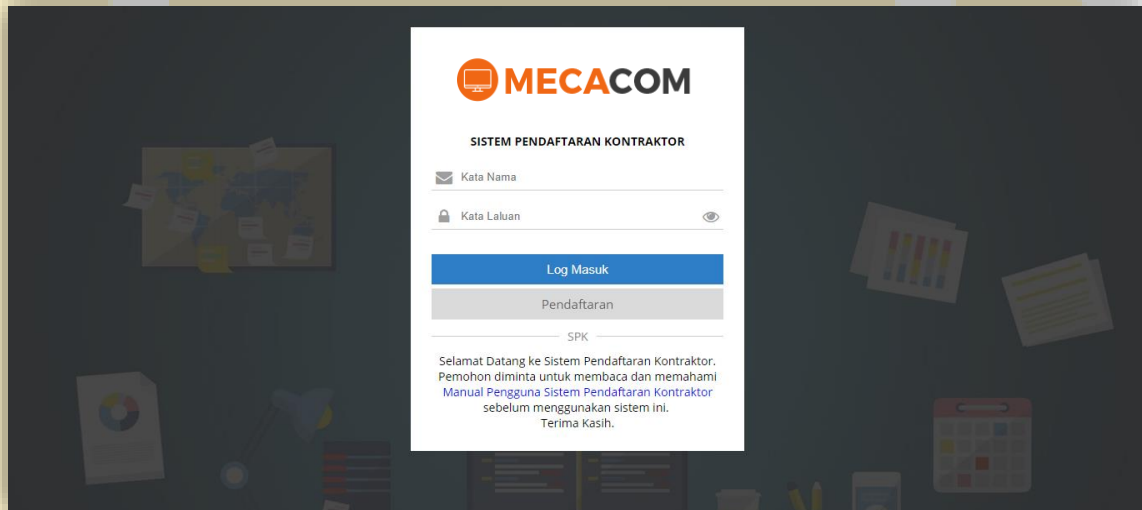 MECACOM
SISTEM PENDAFTARAN KONTRAKTOR
Kata Nama
Kata Laluan
Log Masuk
Pendaftaran
SPK
Selamat Datang ke Sistem Pendaftaran Kontraktor.
Pemohon diminta untuk membaca dan memahami
Manual Pengguna Sistem Pendaftaran Kontraktor
sebelum menggunakan sistem ini.
Terima Kasih.